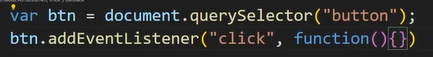 var btn = document.querySelector("button");
btn.addEventListener("click", function(){})